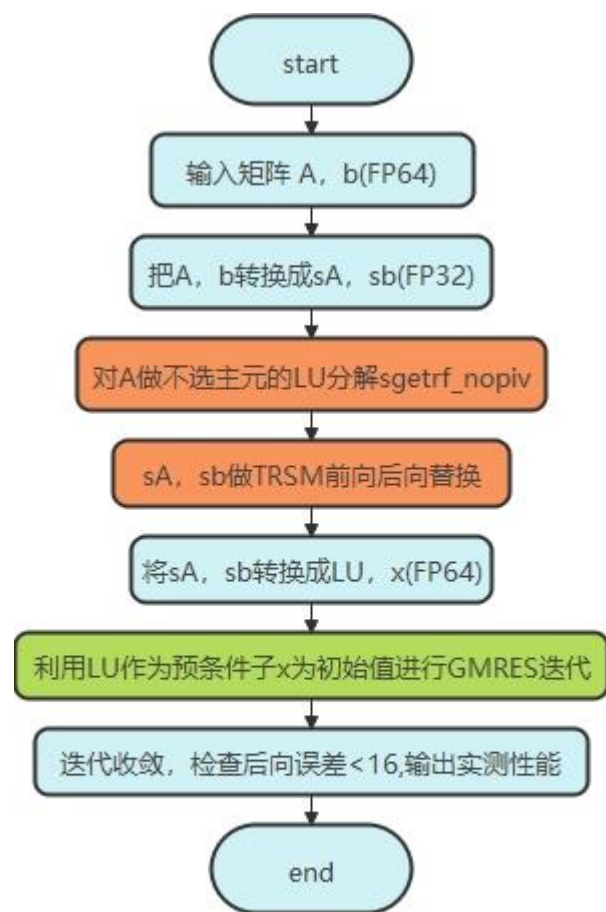 start
输入矩阵 A，b(FP64)
把A，b转换成sA，sb(FP32)
对A做不选主元的LU分解sgetrf_nopiv
sA，sb做TRSM前向后向替换
将sA，sb转换成LU，x(FP64)
利用LU作为预条件子x为初始值进行GMRES迭代
迭代收敛，检查后向误差<16,输出实测性能
end